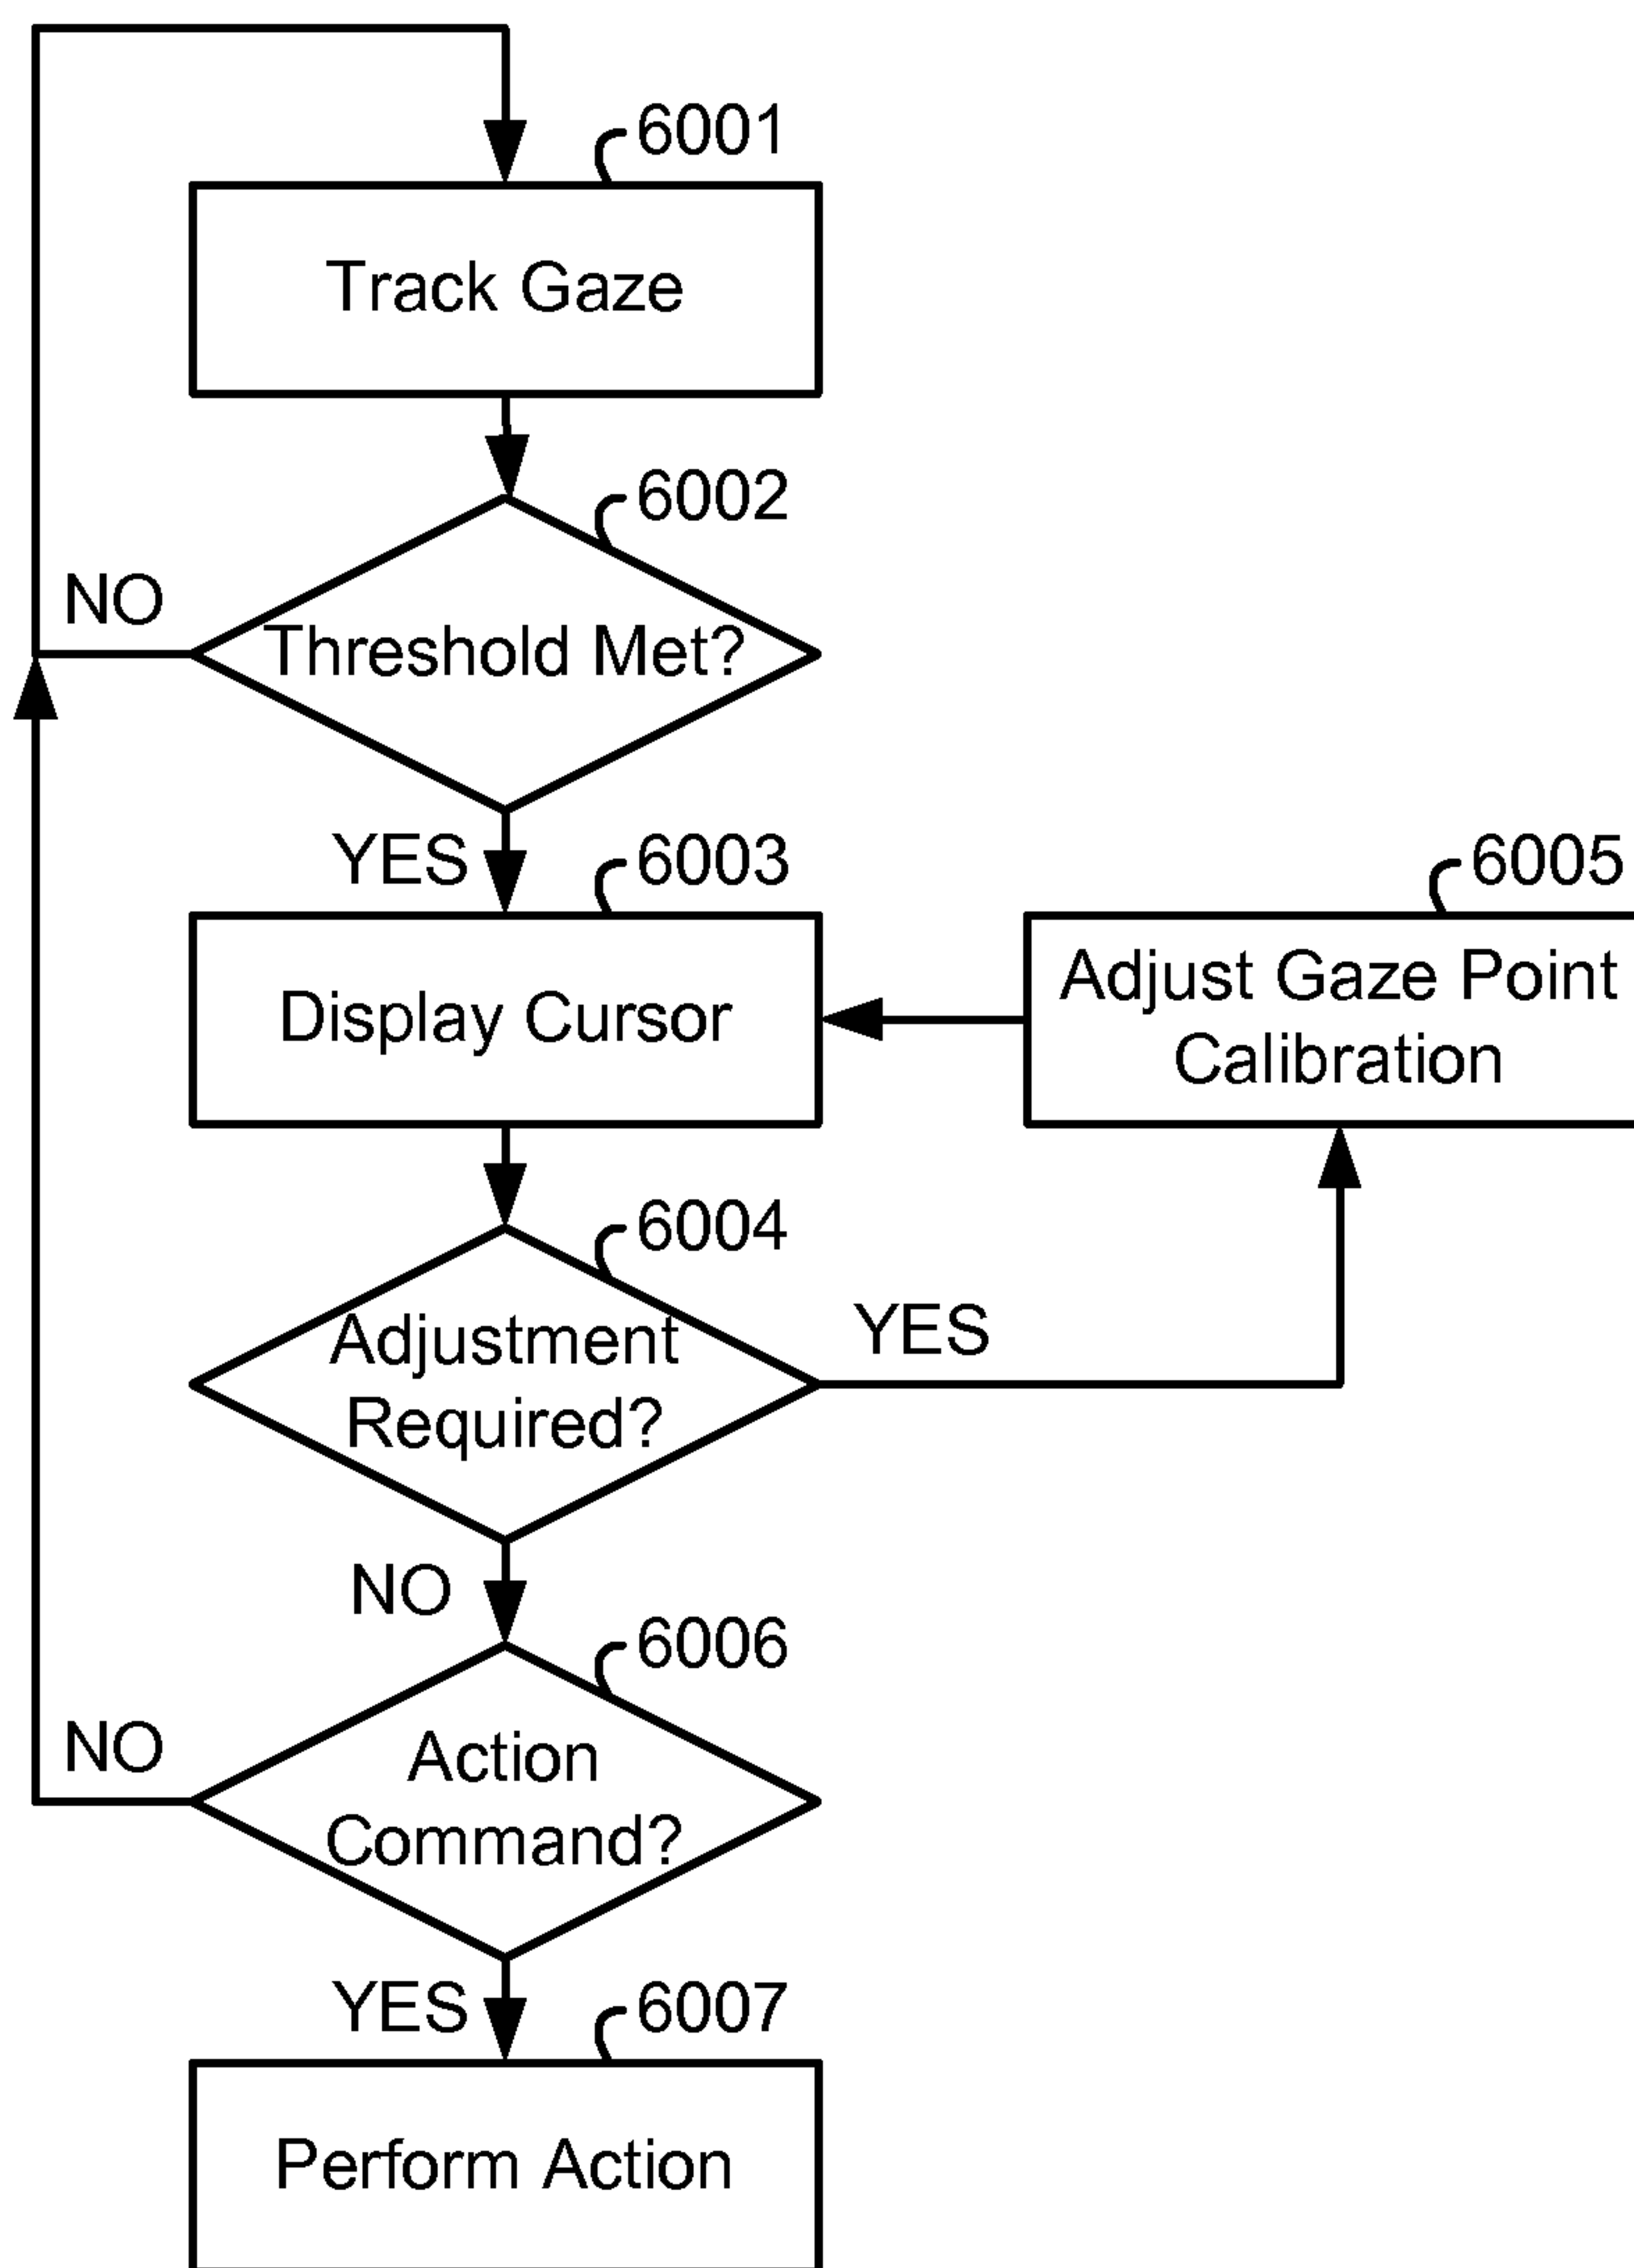 6001
Track Gaze
6002
NO
Threshold Met?
YES
6003
6005
Display Cursor
Adjust Gaze Point
Calibration
6004
YES
Adjustment
Required?
NO
6006
NO
Action
Command?
YES
6007
Perform Action